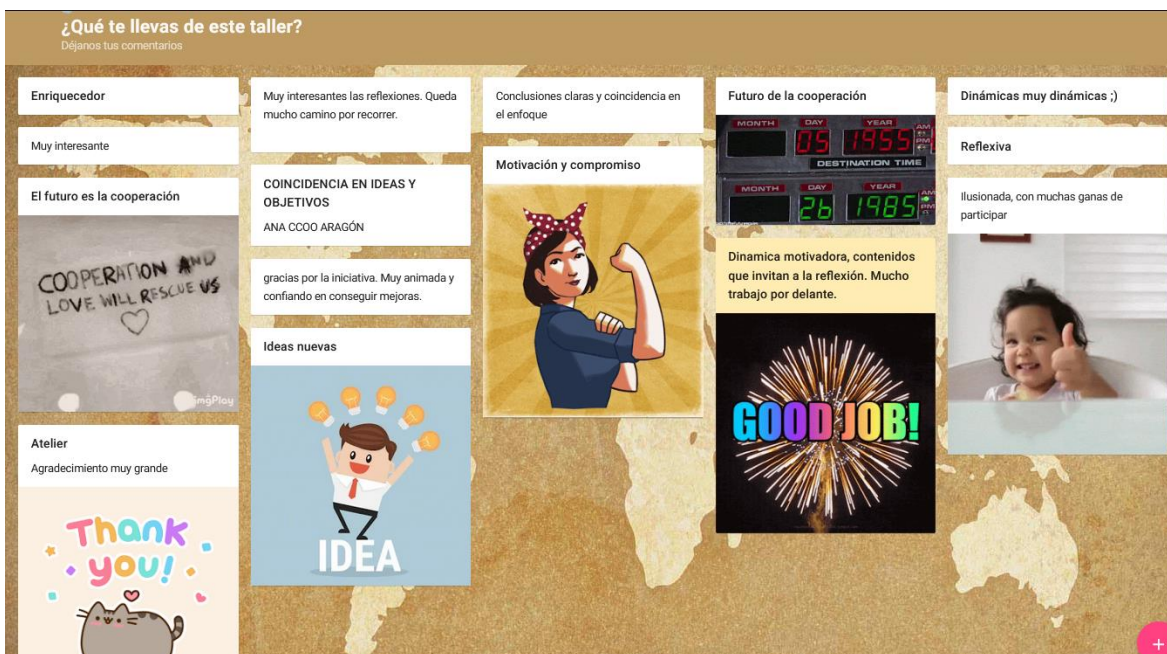 ¿Qué te llevas de este taller?
Déjanos tus comentarios
Enriquecedor
Muy interesante
El futuro es la cooperación
COOPERATION AND
LOVE WILL RESCUE US
ImgPlay
Atelier
Agradecimiento muy grande
Thank
you!
Muy interesantes las reflexiones. Queda
mucho camino por recorrer.
COINCIDENCIA EN IDEAS Y
OBJETIVOS
ANA CCOO ARAGÓN
gracias por la iniciativa. Muy animada y
confiando en conseguir mejoras.
Ideas nuevas
IDEA
Conclusiones claras y coincidencia en
el enfoque
Motivación y compromiso
Futuro de la cooperación
MONTH DAY YEAR AM
05 1955 PM
DESTINATION TIME
MONTH DAY YEAR AM
26 1985 PM
Dinamica motivadora, contenidos
que invitan a la reflexión. Mucho
trabajo por delante.
GOOD JOB!
Dinámicas muy dinámicas ;)
Reflexiva
Ilusionada, con muchas ganas de
participar
+